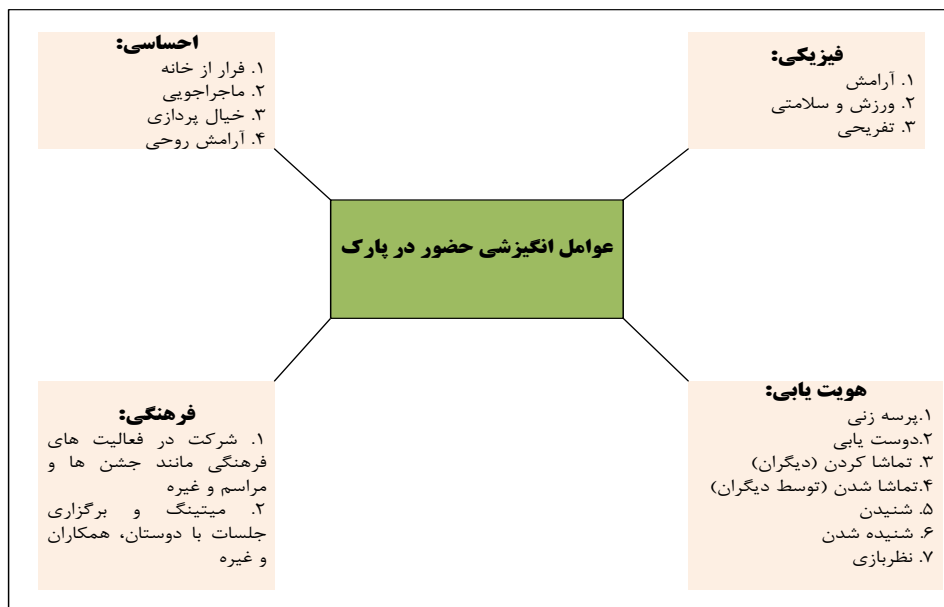 فیزیکی:
۱. آرامش
۲. ورزش و سلامتی
۳. تفریحی
احساسی:
۱. فرار از خانه
۲. ماجراجویی
۳. خیال پردازی
۴. آرامش روحی
عوامل انگیزشی حضور در پارک
هویت یابی:
۱.پرسه زنی
۲.دوست یابی
۳. تماشا کردن (دیگران)
۴.تماشا شدن (توسط دیگران)
۵. شنیدن
۶. شنیده شدن
۷. نظربازی
فرهنگی:
۱. شرکت در فعالیت های
فرهنگی مانند جشن ها و
مراسم و غیره
۲. میتینگ و برگزاری
جلسات با دوستان، همکاران
و غیره